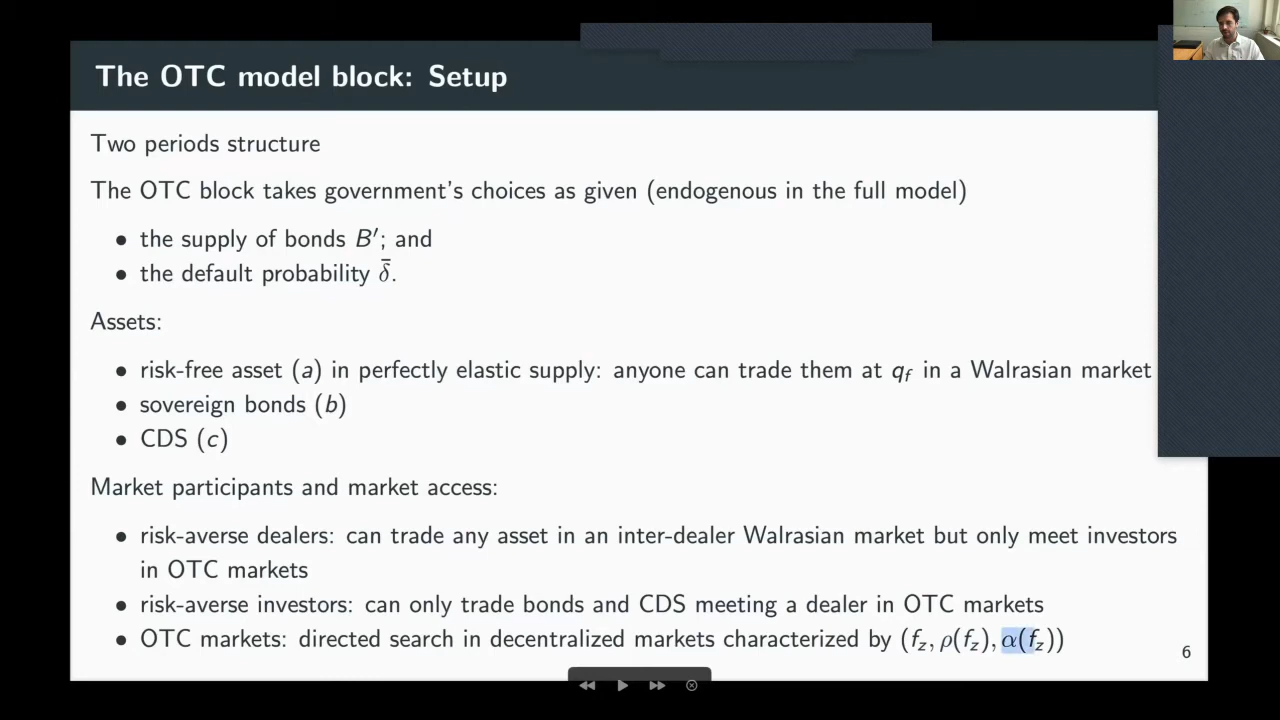 The OTC model block: Setup
Two periods structure
The OTC block takes government's choices as given (endogenous in the full model)
• the supply of bonds B′; and
• the default probability δ̄.
Assets:
• risk-free asset (a) in perfectly elastic supply: anyone can trade them at q_f in a Walrasian market
• sovereign bonds (b)
• CDS (c)
Market participants and market access:
• risk-averse dealers: can trade any asset in an inter-dealer Walrasian market but only meet investors
in OTC markets
• risk-averse investors: can only trade bonds and CDS meeting a dealer in OTC markets
• OTC markets: directed search in decentralized markets characterized by (f_z, ρ(f_z), α(f_z))
6